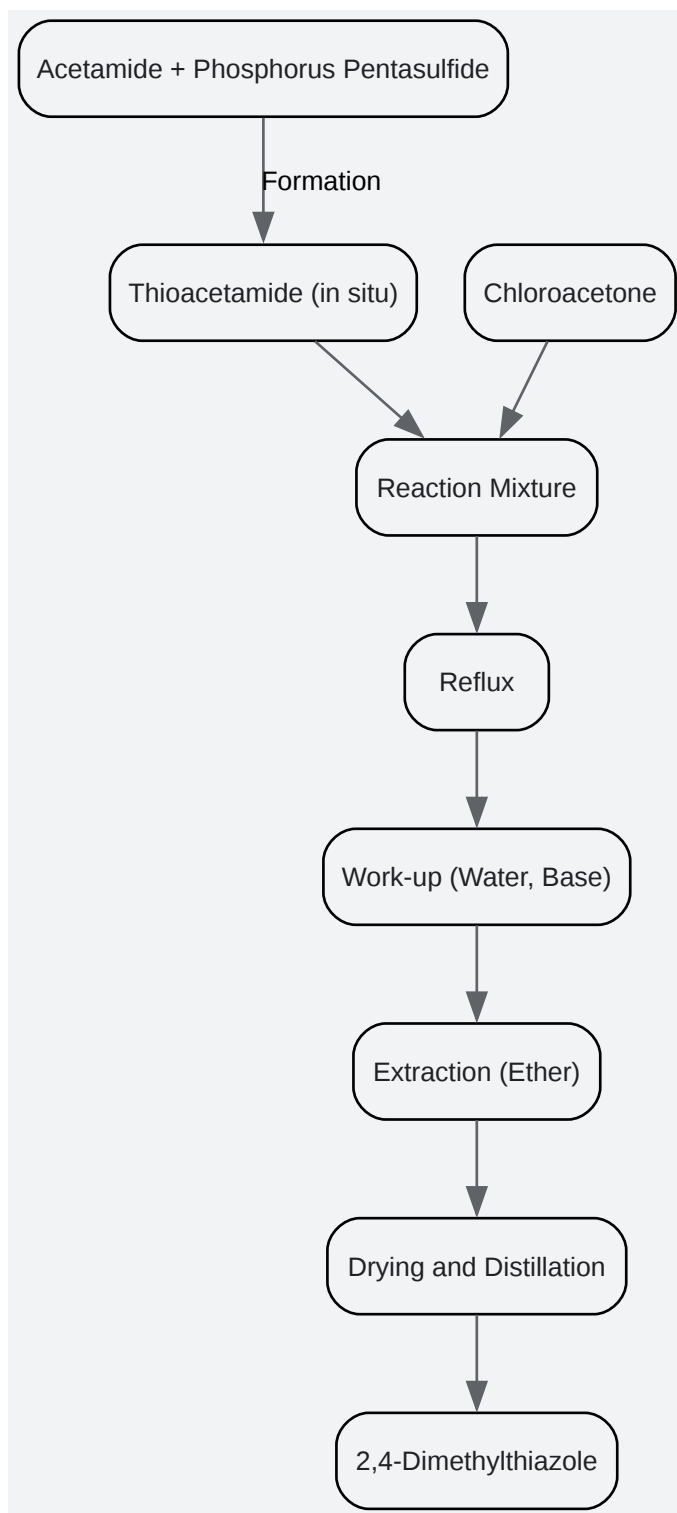 Acetamide + Phosphorus Pentasulfide
Formation
Thioacetamide (in situ)
Chloroacetone
Reaction Mixture
Reflux
Work-up (Water, Base)
Extraction (Ether)
Drying and Distillation
2,4-Dimethylthiazole